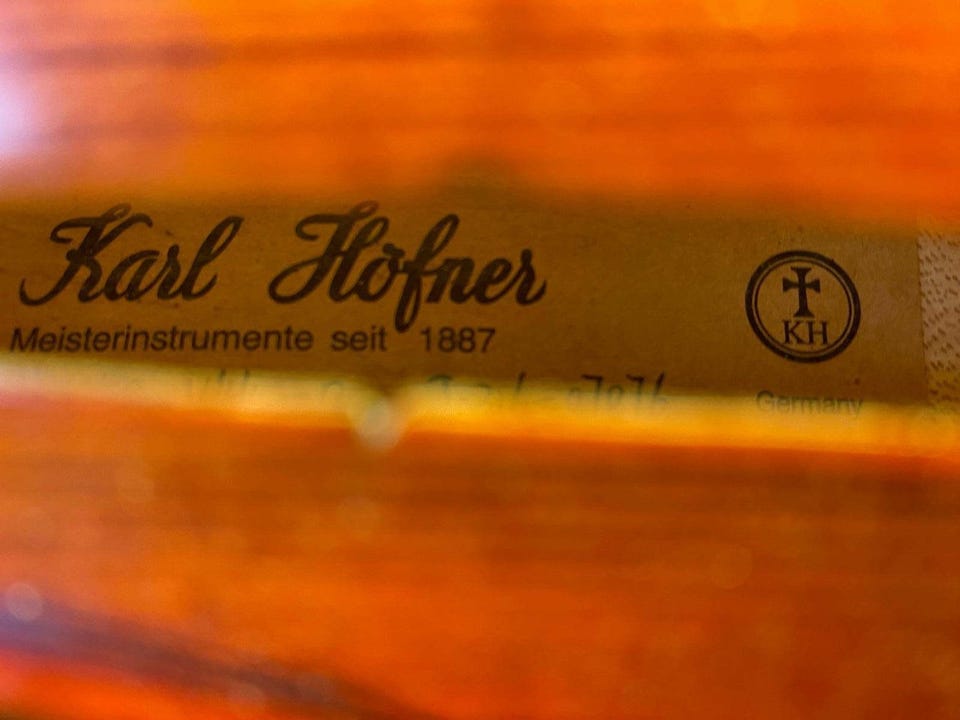 Karl Höfner
Meisterinstrumente seit 1887
KH
Germany